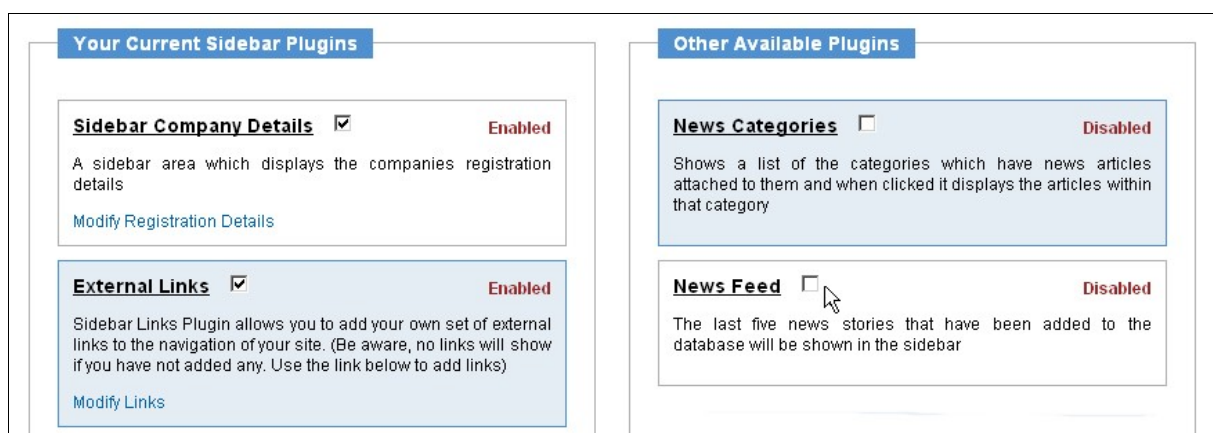 Your Current Sidebar Plugins
Sidebar Company Details
Enabled
A sidebar area which displays the companies registration
details
Modify Registration Details
External Links
Enabled
Sidebar Links Plugin allows you to add your own set of external
links to the navigation of your site. (Be aware, no links will show
if you have not added any. Use the link below to add links)
Modify Links
Other Available Plugins
News Categories
Disabled
Shows a list of the categories which have news articles
attached to them and when clicked it displays the articles within
that category
News Feed
Disabled
The last five news stories that have been added to the
database will be shown in the sidebar